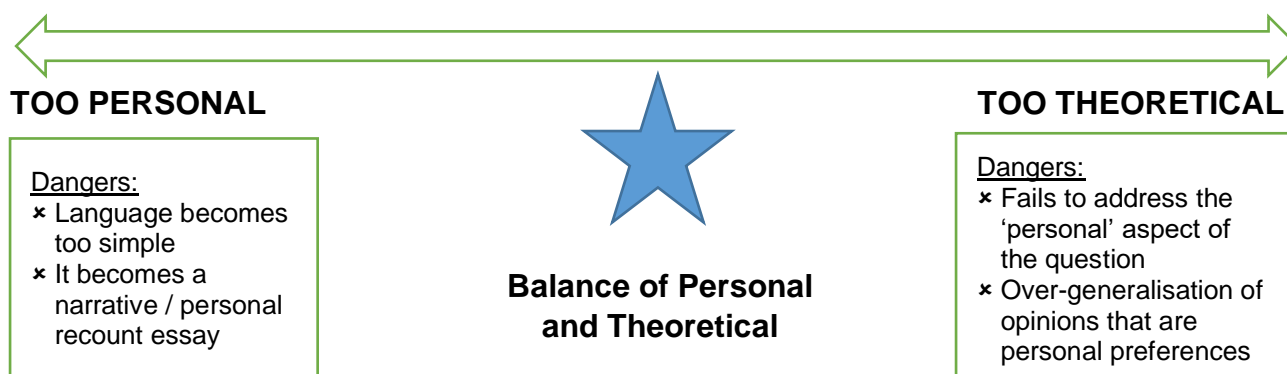 TOO PERSONAL
Dangers:
× Language becomes
too simple
× It becomes a
narrative / personal
recount essay
Balance of Personal
and Theoretical
TOO THEORETICAL
Dangers:
× Fails to address the
‘personal’ aspect of
the question
× Over-generalisation of
opinions that are
personal preferences